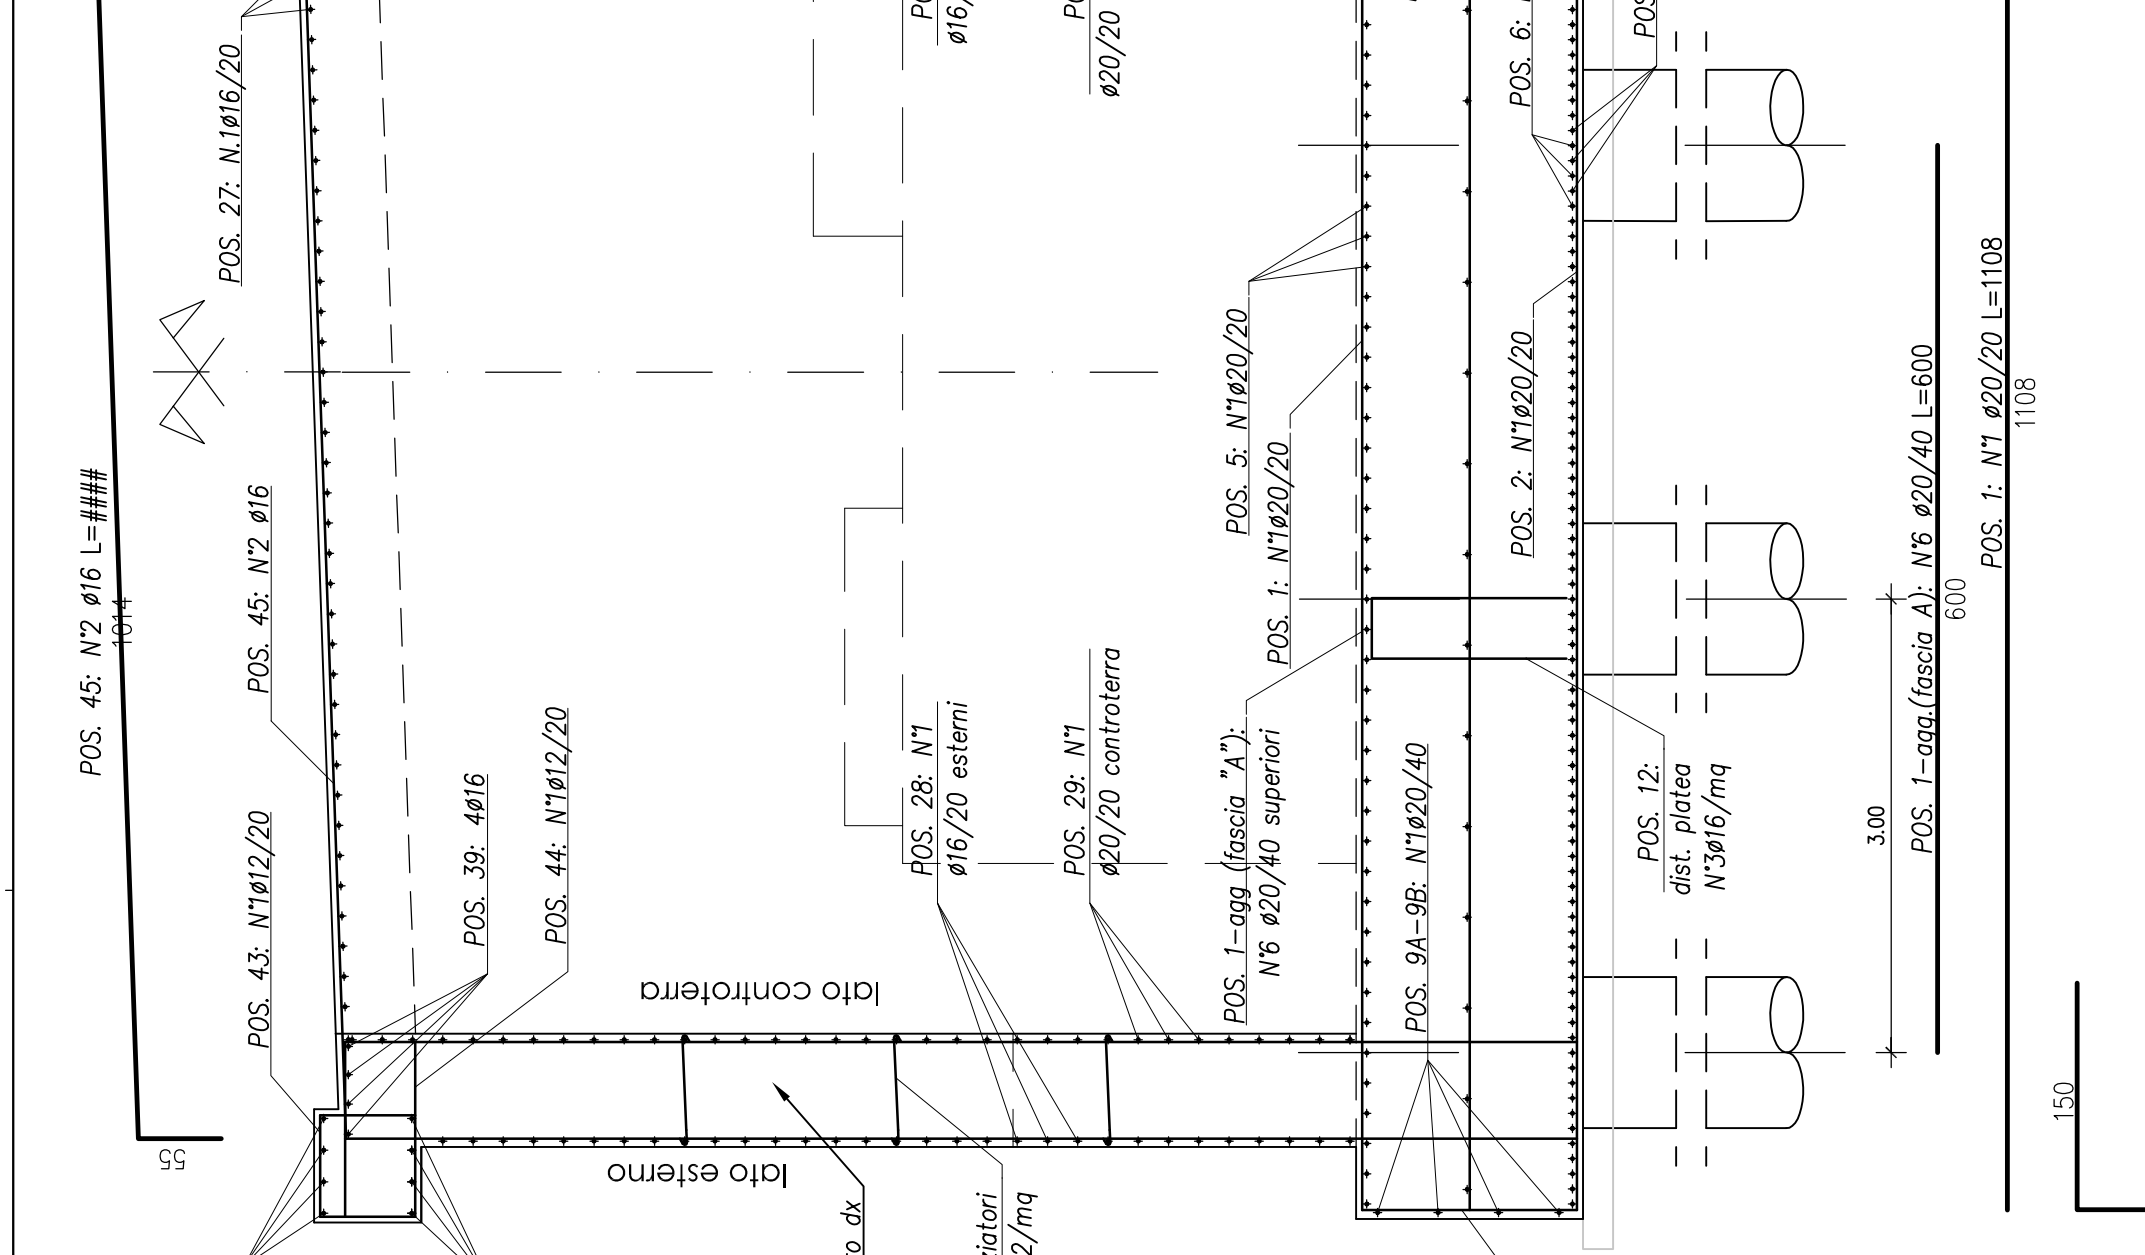 POS. 45: N°2 ø16 L=####
1014
55
POS. 27: N.1ø16/20
POS. 45: N°2 ø16
POS. 43: N°1ø12/20
POS. 39: 4ø16
POS. 44: N°1ø12/20
lato controterra
lato esterno
dx
2/mq
ø16/
POS. 28: N°1
ø16/20 esterni
ø20/20
POS. 29: N°1
ø20/20 controterra
POS. 5: N°1ø20/20
POS. 1: N°1ø20/20
POS. 1-agg (fascia "A"):
N°6 ø20/40 superiori
POS. 9A-9B: N°1ø20/40
POS. 6:
POS. 2: N°1ø20/20
POS
POS. 12:
dist. platea
N°3ø16/mq
3.00
POS. 1-agg.(fascia A): N°6 ø20/40 L=600
600
POS. 1: N°1 ø20/20 L=1108
1108
150